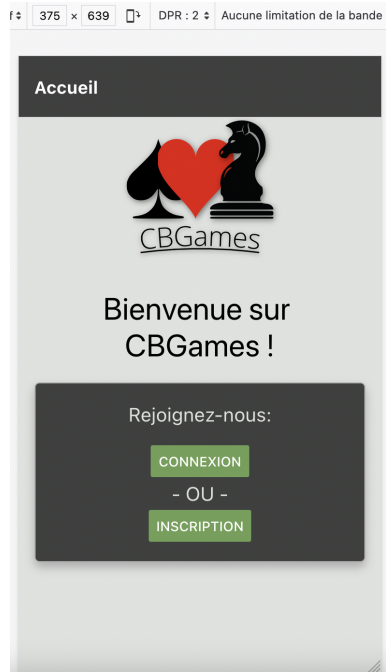 375 × 639 DPR : 2 Aucune limitation de la bande
Accueil
CBGames
Bienvenue sur
CBGames !
Rejoignez-nous:
CONNEXION
- OU -
INSCRIPTION